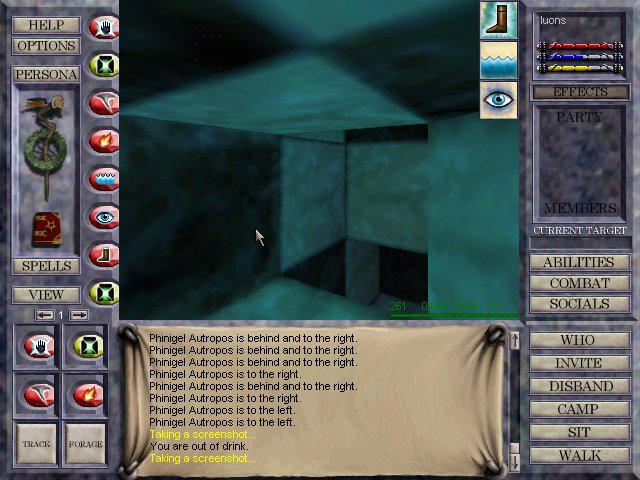 HELP
OPTIONS
PERSONA
SPELLS
VIEW
1
TRACK
FORAGE
261
Phinigel Autropos is behind and to the right.
Phinigel Autropos is behind and to the right.
Phinigel Autropos is behind and to the right.
Phinigel Autropos is to the right.
Phinigel Autropos is behind and to the right.
Phinigel Autropos is to the right.
Phinigel Autropos is to the left.
Phinigel Autropos is to the left.
Taking a screenshot...
You are out of drink.
Taking a screenshot...
luons
EFFECTS
PARTY
MEMBERS
CURRENT TARGET
ABILITIES
COMBAT
SOCIALS
WHO
INVITE
DISBAND
CAMP
SIT
WALK